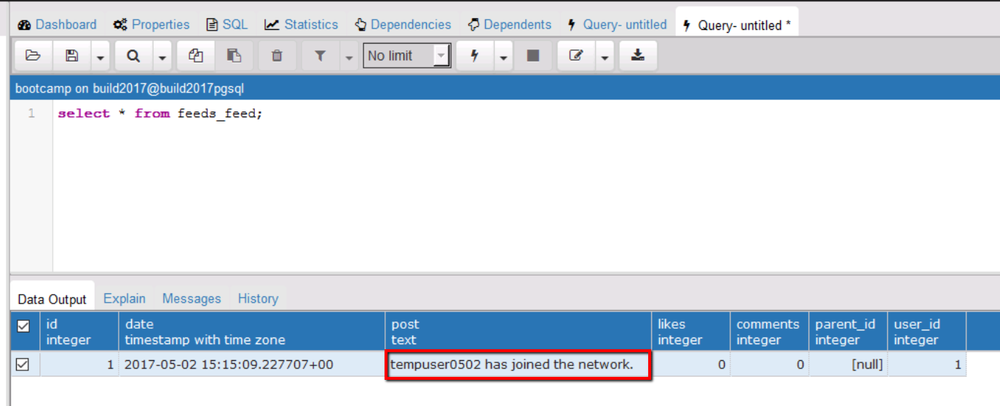 Dashboard Properties SQL Statistics Dependencies Dependents Query- untitled Query- untitled *
No limit
bootcamp on build2017@build2017pgsql
1 select * from feeds_feed;
Data Output Explain Messages History
id date post likes comments parent_id user_id
integer timestamp with time zone text integer integer integer integer
1 2017-05-02 15:15:09.227707+00 tempuser0502 has joined the network. 0 0 [null] 1